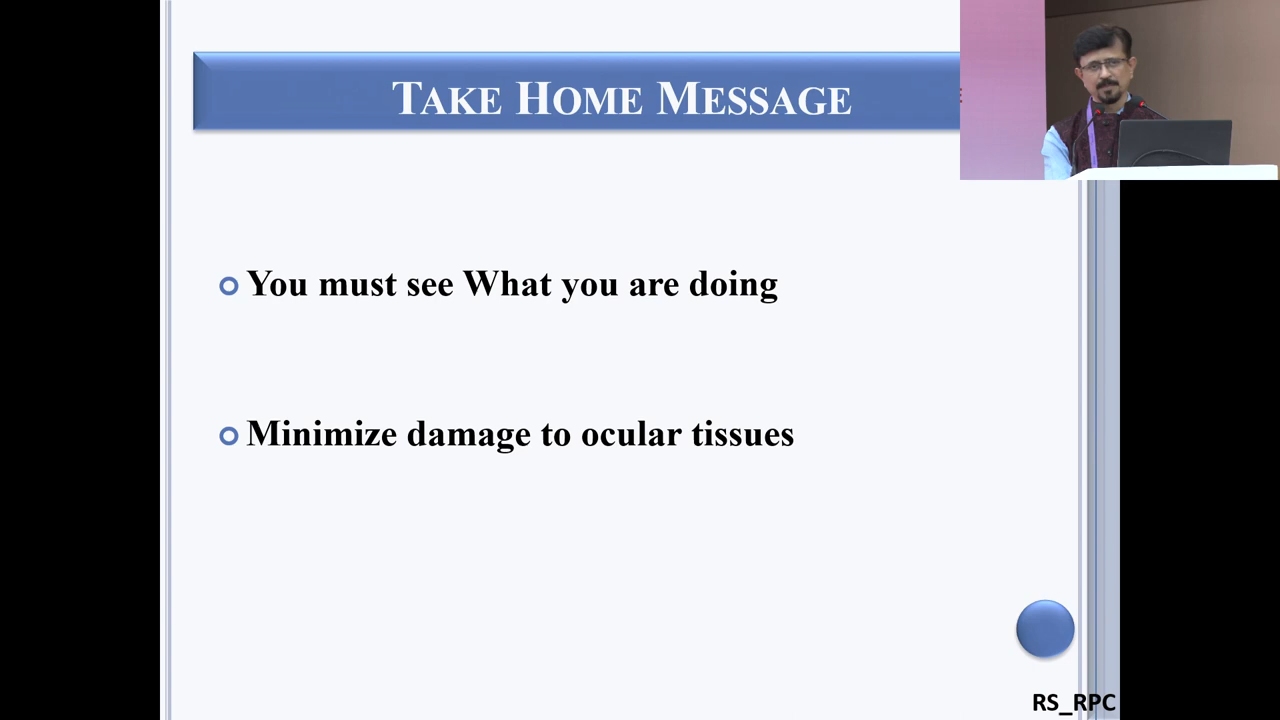 TAKE HOME MESSAGE
You must see What you are doing
Minimize damage to ocular tissues
RS_RPC